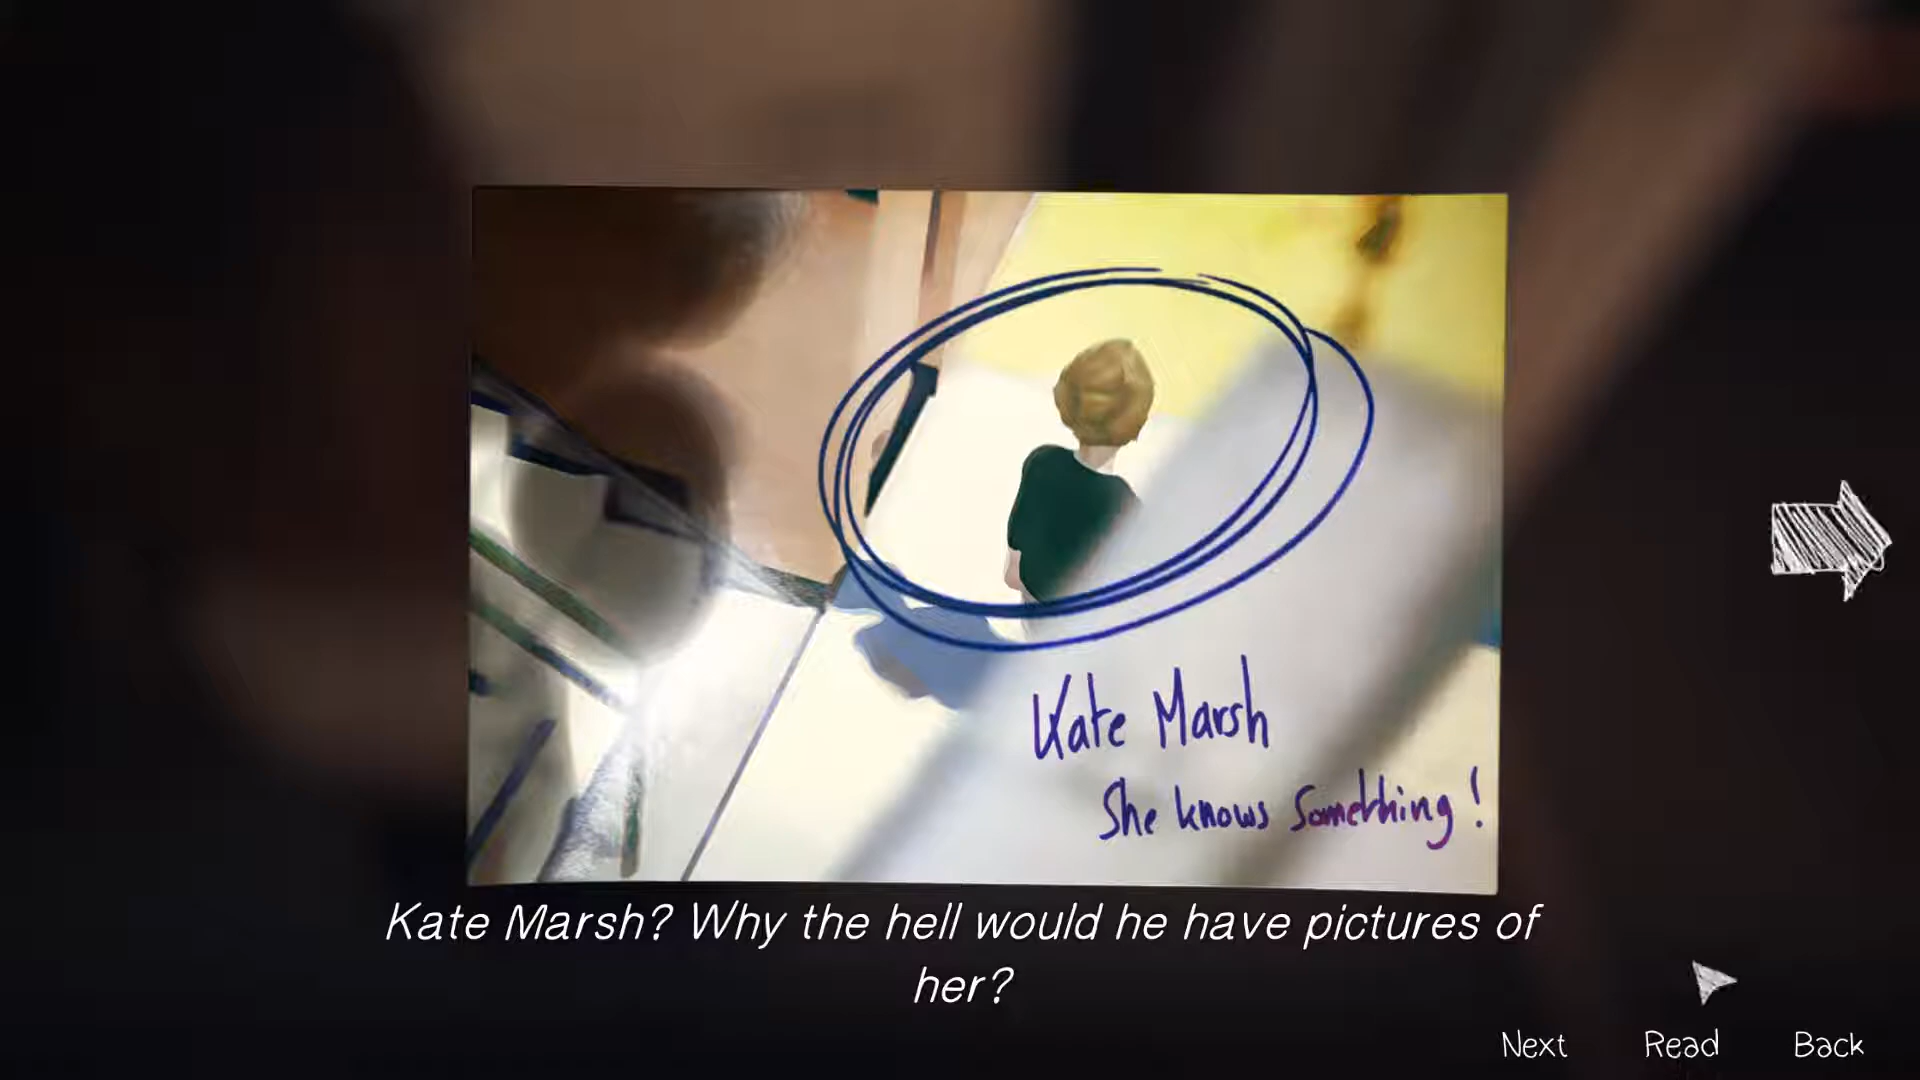 Kate Marsh
She knows Something!
Kate Marsh? Why the hell would he have pictures of
her?
Next Read Back